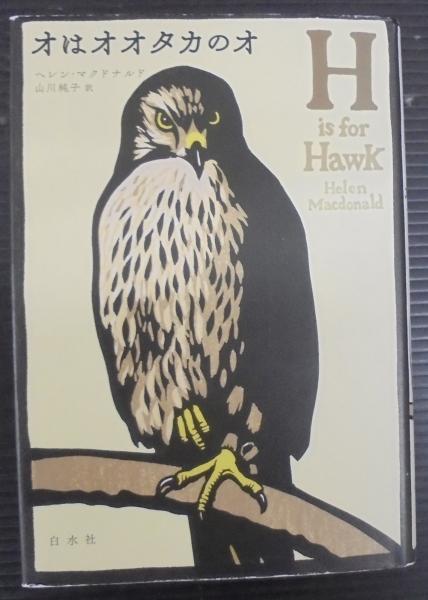 オはオオタカのオ
ヘレン・マクドナルド
山川純子 訳
H
is for
Hawk
Helen
Macdonald
白水社